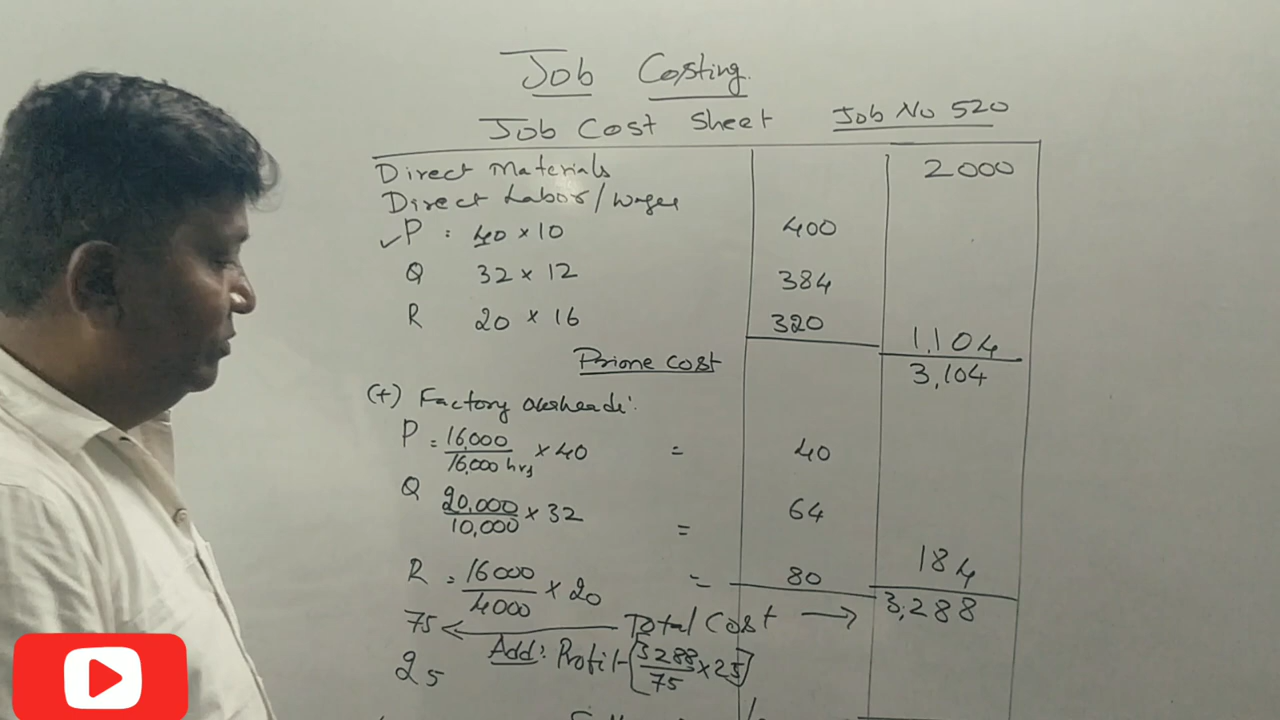 Job Costing.
Job Cost Sheet Job No 520
Direct Materials 2000
Direct Labor/Wages
✓P : 40 × 10 400
Q 32 × 12 384
R 20 × 16 320 1,104
Prime cost 3,104
(+) Factory overheads:
P = 16,000/16,000 hrs × 40 = 40
Q 20,000/10,000 × 32 = 64
R = 16000/4000 × 20 = 80 184
75 ← Total Cost → 3,288
25 Add: Profit - [3288/75 × 25]